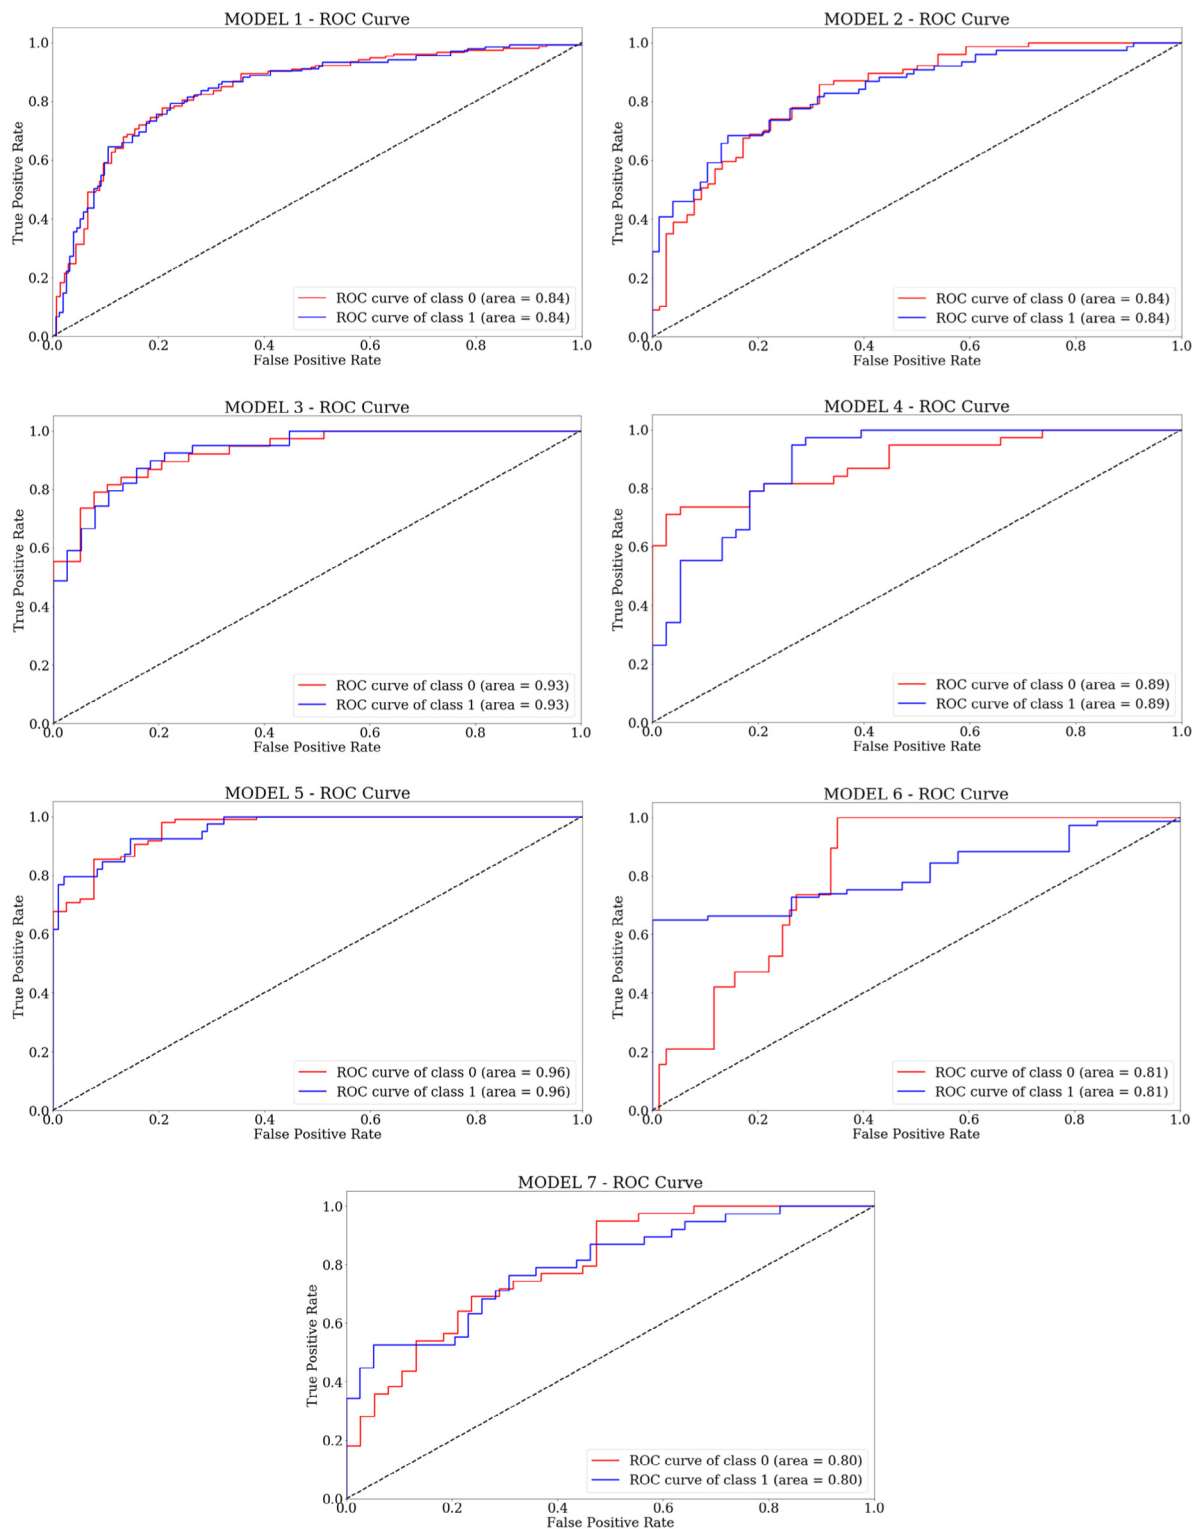 MODEL 1 - ROC Curve
1.0
0.8
0.6
0.4
0.2
0.0
True Positive Rate
ROC curve of class 0 (area = 0.84)
ROC curve of class 1 (area = 0.84)
0.0 0.2 0.4 0.6 0.8 1.0
False Positive Rate
MODEL 2 - ROC Curve
1.0
0.8
0.6
0.4
0.2
0.0
True Positive Rate
ROC curve of class 0 (area = 0.84)
ROC curve of class 1 (area = 0.84)
0.0 0.2 0.4 0.6 0.8 1.0
False Positive Rate
MODEL 3 - ROC Curve
1.0
0.8
0.6
0.4
0.2
0.0
True Positive Rate
ROC curve of class 0 (area = 0.93)
ROC curve of class 1 (area = 0.93)
0.0 0.2 0.4 0.6 0.8 1.0
False Positive Rate
MODEL 4 - ROC Curve
1.0
0.8
0.6
0.4
0.2
0.0
True Positive Rate
ROC curve of class 0 (area = 0.89)
ROC curve of class 1 (area = 0.89)
0.0 0.2 0.4 0.6 0.8 1.0
False Positive Rate
MODEL 5 - ROC Curve
1.0
0.8
0.6
0.4
0.2
0.0
True Positive Rate
ROC curve of class 0 (area = 0.96)
ROC curve of class 1 (area = 0.96)
0.0 0.2 0.4 0.6 0.8 1.0
False Positive Rate
MODEL 6 - ROC Curve
1.0
0.8
0.6
0.4
0.2
0.0
True Positive Rate
ROC curve of class 0 (area = 0.81)
ROC curve of class 1 (area = 0.81)
0.0 0.2 0.4 0.6 0.8 1.0
False Positive Rate
MODEL 7 - ROC Curve
1.0
0.8
0.6
0.4
0.2
0.0
True Positive Rate
ROC curve of class 0 (area = 0.80)
ROC curve of class 1 (area = 0.80)
0.0 0.2 0.4 0.6 0.8 1.0
False Positive Rate